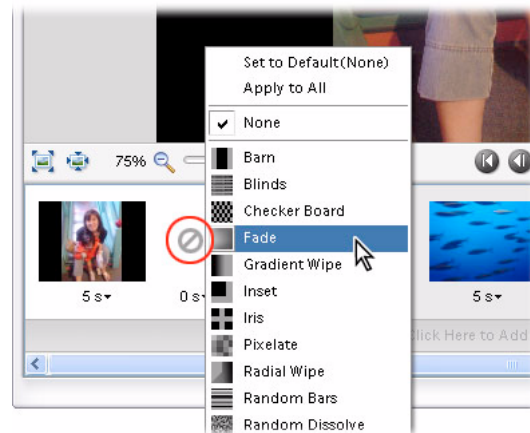 Set to Default(None)
Apply to All
None
75%
Barn
Blinds
Checker Board
Fade
Gradient Wipe
5 s
0 s
Inset
5 s
Iris
Click Here to Add
Pixelate
Radial Wipe
Random Bars
Random Dissolve